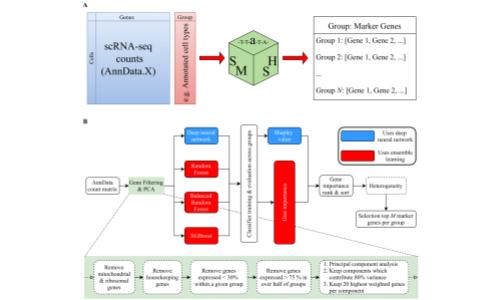 A
Genes
Group
Cells
scRNA-seq
counts
(AnnData.X)
e.g. Annotated cell types
-T-T-a-T-A-
S
M
H
S
Group: Marker Genes
Group 1: [Gene 1, Gene 2, ...]
Group 2: [Gene 1, Gene 2, ...]
...
Group N: [Gene 1, Gene 2, ...]
B
AnnData
count matrix
Gene Filtering
& PCA
Deep neural
network
Random
Forest
Balanced
Random
Forest
XGBoost
Classifier training & evaluation across groups
Shapley
value
Gini importance
Gene
importance
rank & sort
Heterogeneity
Selection top M marker
genes per group
Uses deep
neural network
Uses ensemble
learning
Remove
mitochondrial
& ribosomal
genes
Remove
housekeeping
genes
Remove genes
expressed < 30%
within a given group
Remove genes
expressed > 75 % in
over half of groups
1. Principal component analysis
2. Keep components which
contribute 80% variance
3. Keep 20 highest weighted genes
per component